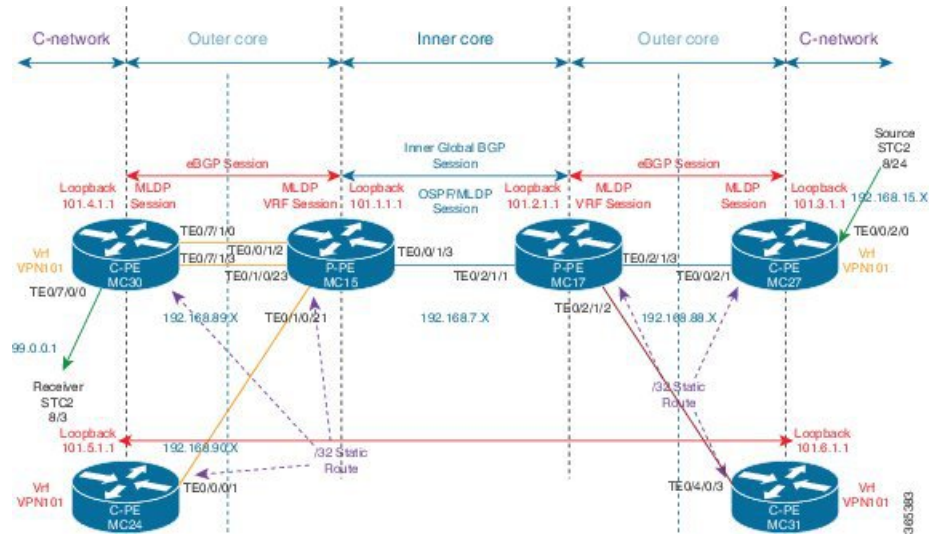 C-network
Outer core
Inner core
Outer core
C-network
Source
STC2
8/24
eBGP Session
Inner Global BGP
Session
eBGP Session
Loopback
101.4.1.1
MLDP
Session
MLDP
VRF Session
Loopback
101.1.1.1
OSPF/MLDP
Session
Loopback
101.2.1.1
MLDP
VRF Session
MLDP
Session
Loopback
101.3.1.1
192.168.15.X
TE0/0/2/0
TE0/7/1/0
TE0/0/1/2
TE0/7/1/3
TE0/1/0/23
TE0/0/1/3
TE0/2/1/1
TE0/2/1/3
TE0/0/2/1
Vrf
VPN101
C-PE
MC30
P-PE
MC15
P-PE
MC17
C-PE
MC27
Vrf
VPN101
TE0/7/0/0
192.168.89.X
TE0/1/0/21
192.168.7.X
TE0/2/1/2
192.168.88.X
99.0.0.1
Receiver
STC2
8/3
/32 Static
Route
Loopback
101.5.1.1
192.168.90.X
/32 Static
Route
Loopback
101.6.1.1
Vrf
VPN101
C-PE
MC24
TE0/0/0/1
TE0/4/0/3
C-PE
MC31
Vrf
VPN101
365383